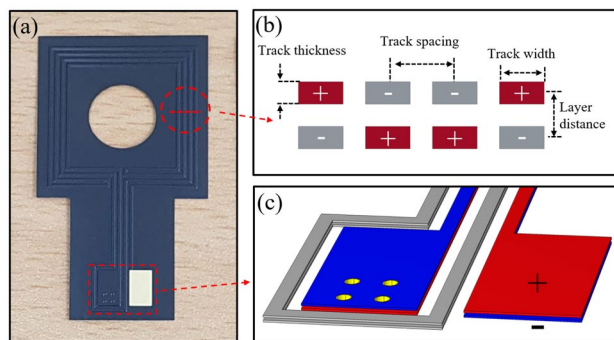 (a)
(b)
Track thickness
Track spacing
Track width
+ - - +
Layer
distance
- + + -
(c)
+
-